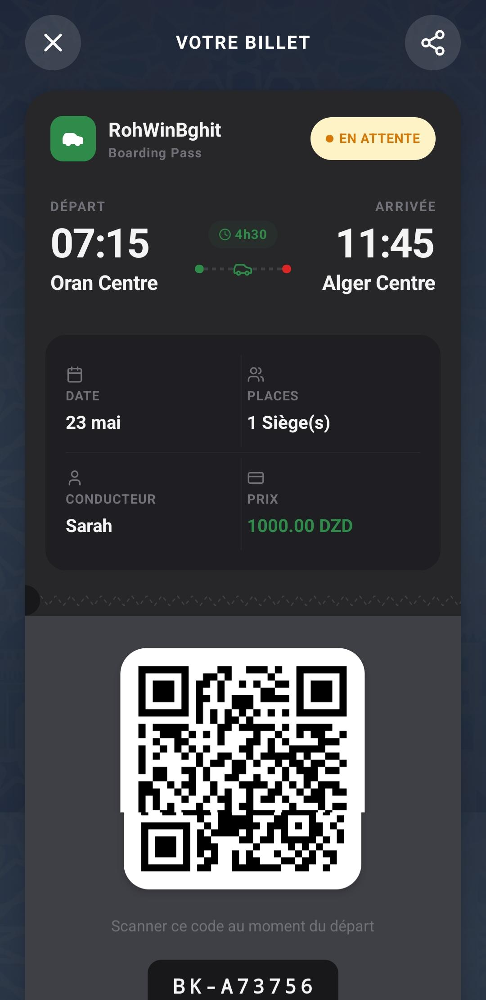 VOTRE BILLET
RohWinBghit
Boarding Pass
EN ATTENTE
DÉPART
ARRIVÉE
07:15
4h30
11:45
Oran Centre
Alger Centre
DATE
PLACES
23 mai
1 Siège(s)
CONDUCTEUR
PRIX
Sarah
1000.00 DZD
Scanner ce code au moment du départ
BK-A73756